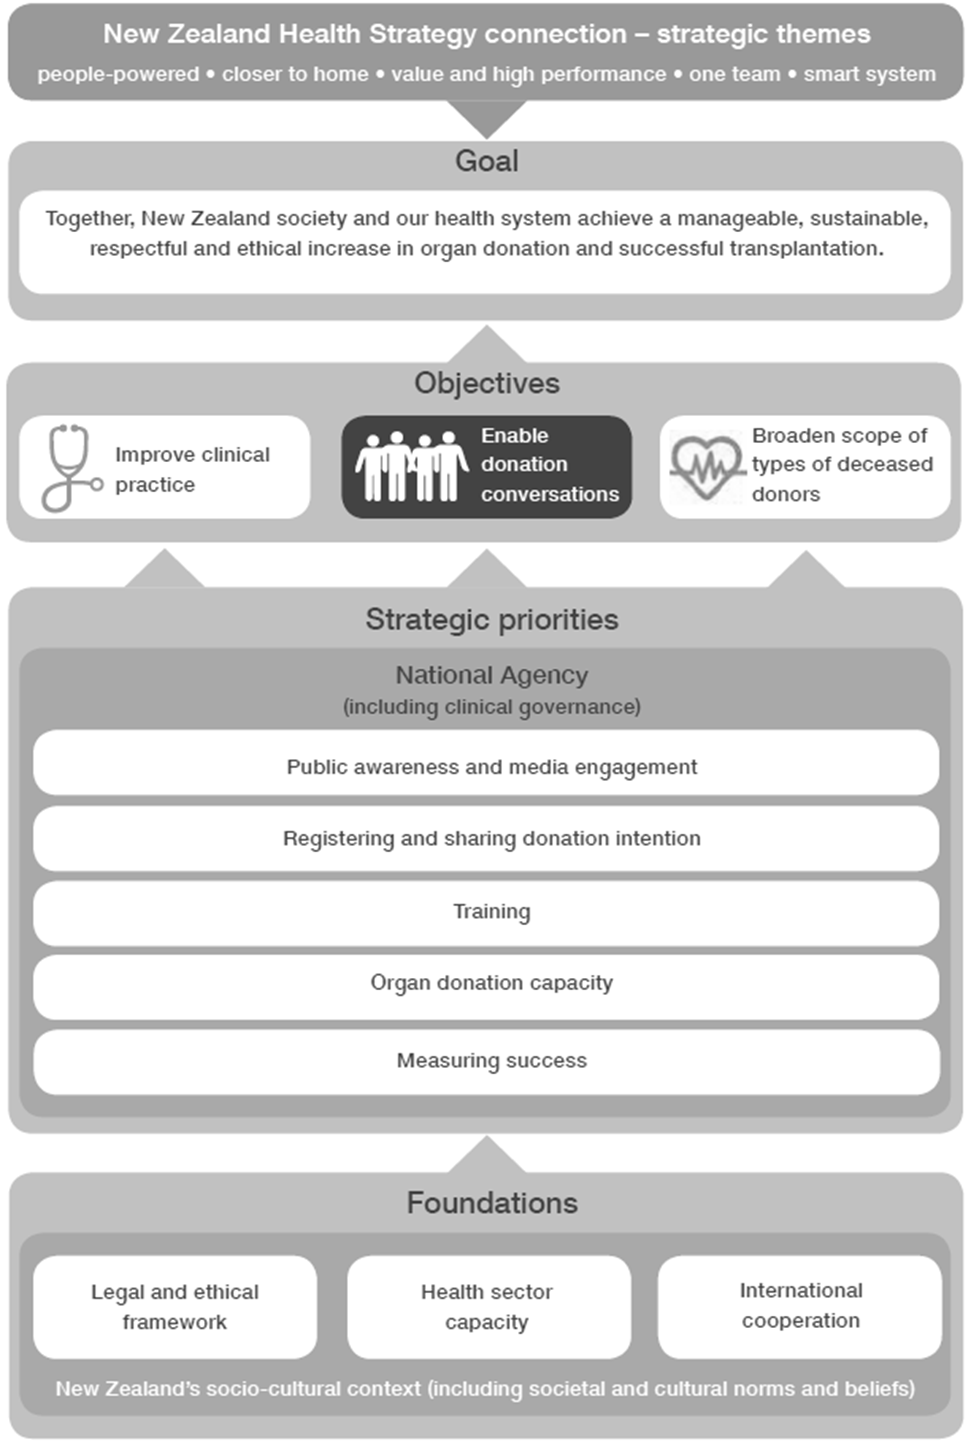 New Zealand Health Strategy connection – strategic themes
people-powered • closer to home • value and high performance • one team • smart system
Goal
Together, New Zealand society and our health system achieve a manageable, sustainable,
respectful and ethical increase in organ donation and successful transplantation.
Objectives
Improve clinical
practice
Enable
donation
conversations
Broaden scope of
types of deceased
donors
Strategic priorities
National Agency
(including clinical governance)
Public awareness and media engagement
Registering and sharing donation intention
Training
Organ donation capacity
Measuring success
Foundations
Legal and ethical
framework
Health sector
capacity
International
cooperation
New Zealand’s socio-cultural context (including societal and cultural norms and beliefs)